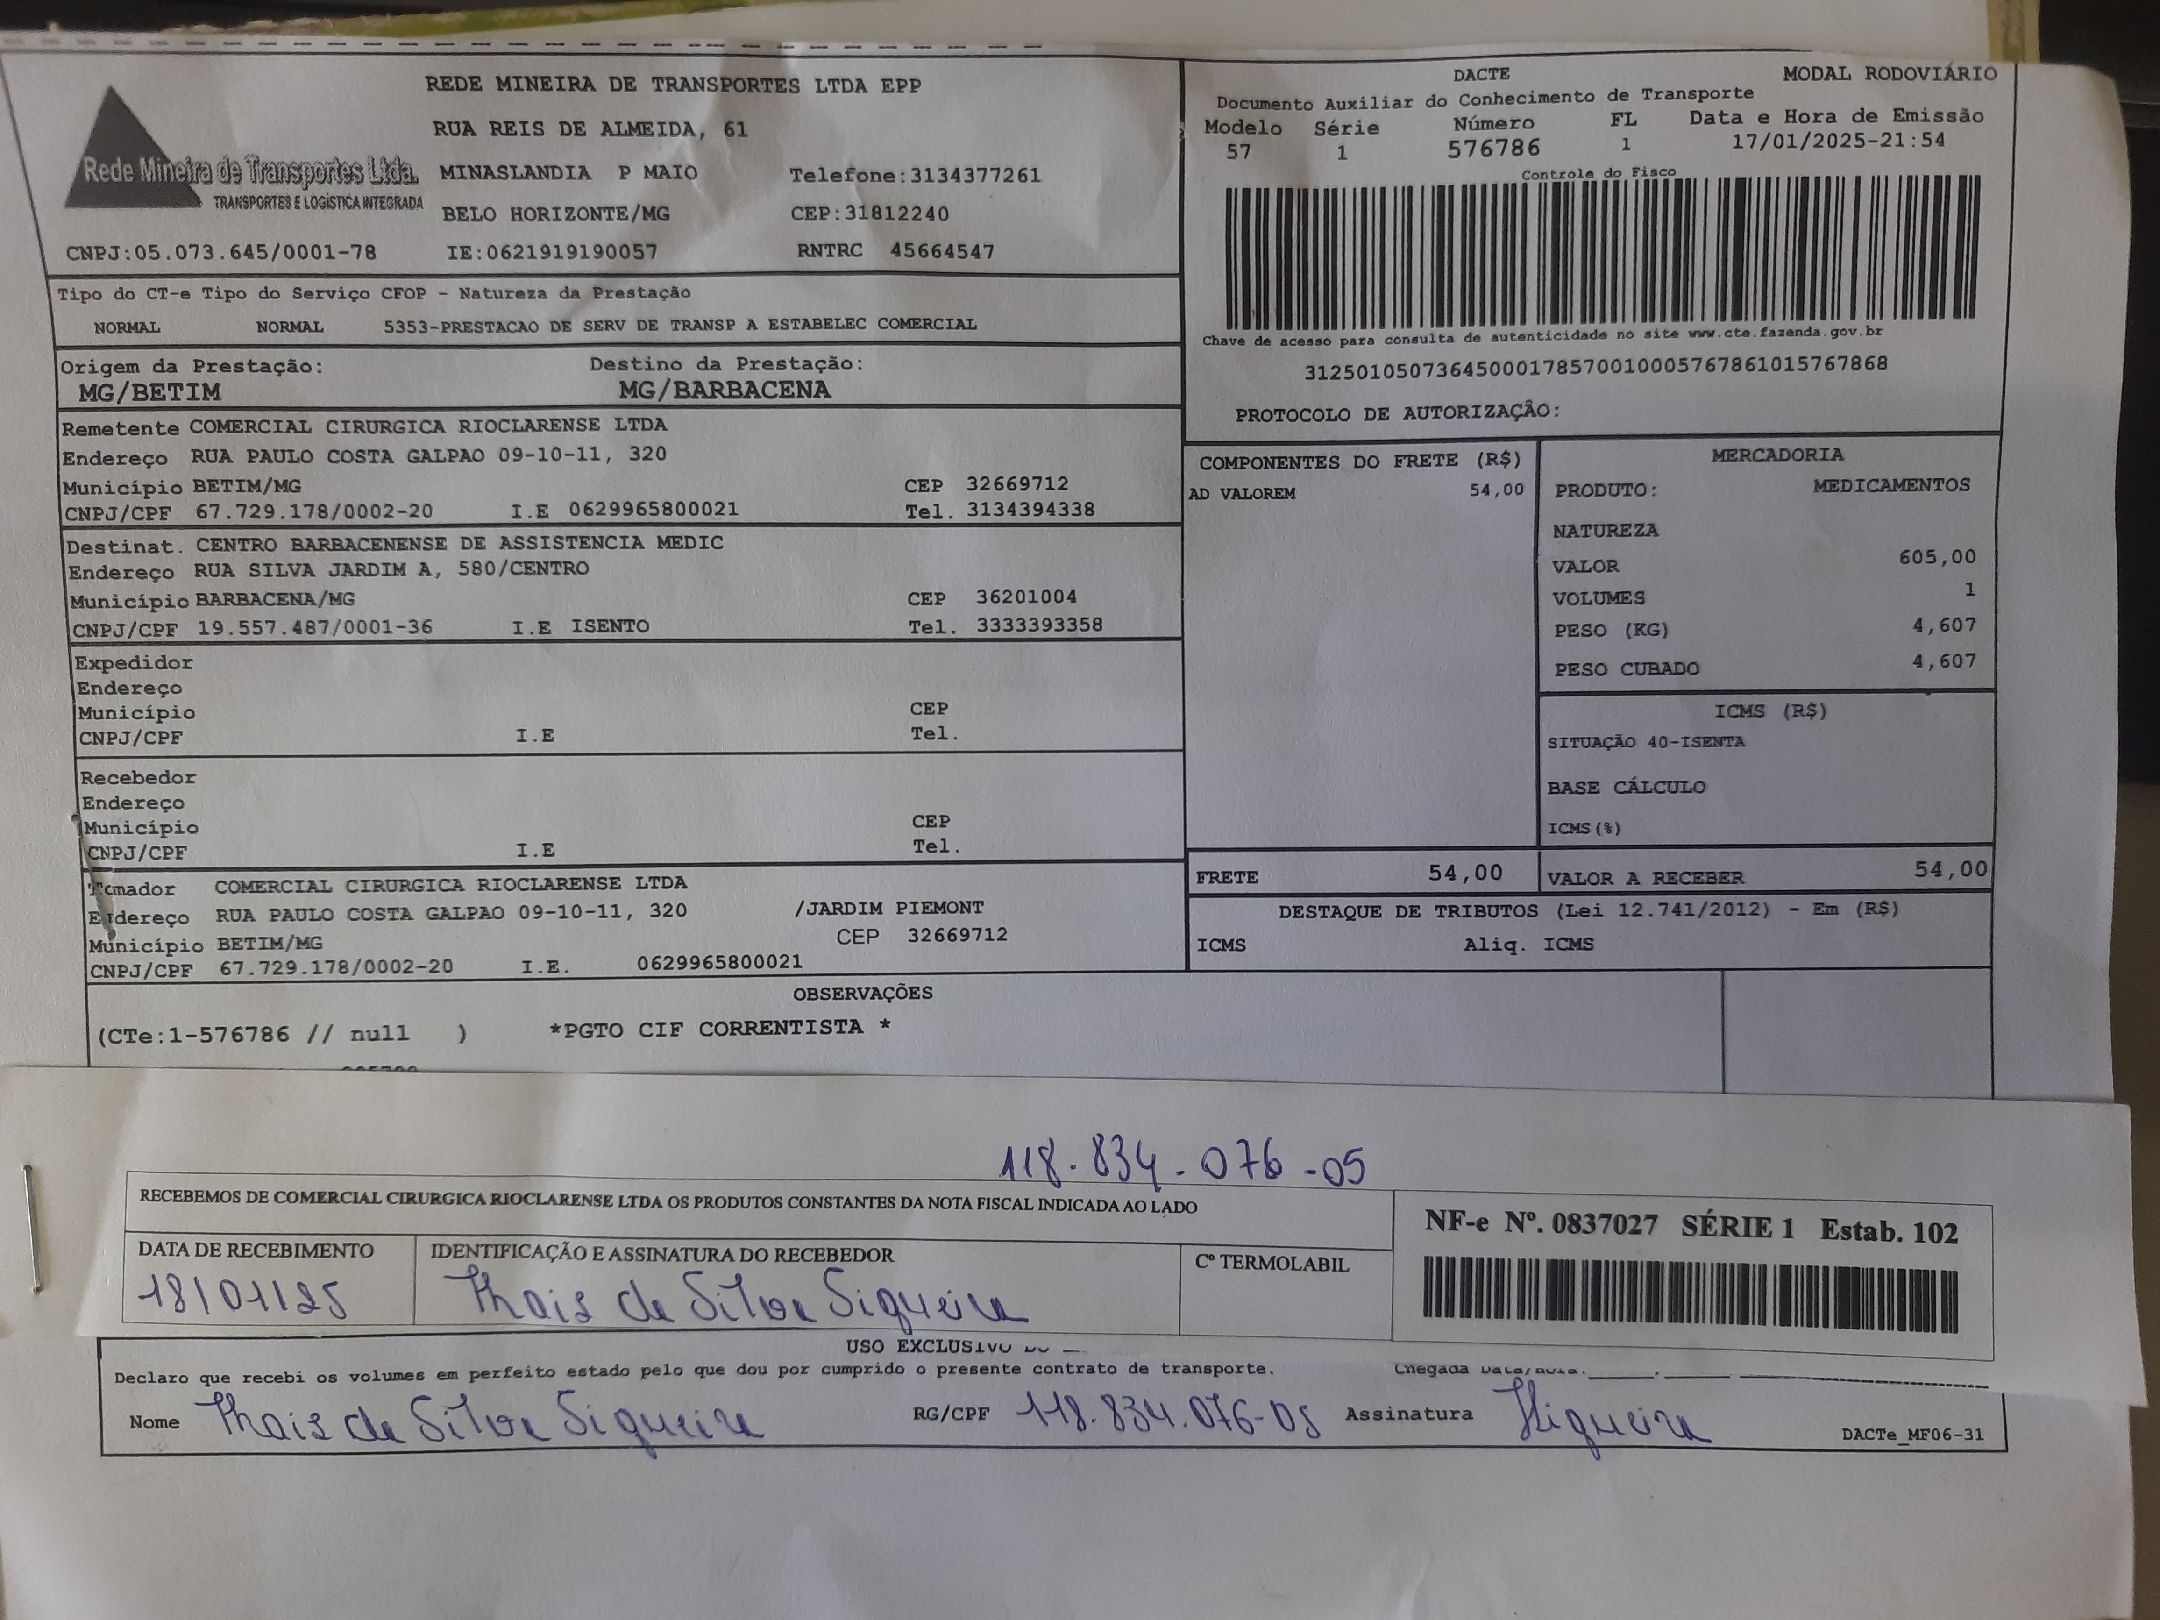 REDE MINEIRA DE TRANSPORTES LTDA EPP
RUA REIS DE ALMEIDA, 61
Rede Mineira de Transportes Ltda.
TRANSPORTES E LOGÍSTICA INTEGRADA
MINASLANDIA P MAIO Telefone:3134377261
BELO HORIZONTE/MG CEP:31812240
CNPJ:05.073.645/0001-78 IE:0621919190057 RNTRC 45664547
DACTE MODAL RODOVIÁRIO
Documento Auxiliar do Conhecimento de Transporte
Modelo Série Número FL Data e Hora de Emissão
57 1 576786 1 17/01/2025-21:54
Controle do Fisco
Chave de acesso para consulta de autenticidade no site www.cte.fazenda.gov.br
31250105073645000178570010005767861015767868
PROTOCOLO DE AUTORIZAÇÃO:
Tipo do CT-e Tipo do Serviço CFOP - Natureza da Prestação
NORMAL NORMAL 5353-PRESTACAO DE SERV DE TRANSP A ESTABELEC COMERCIAL
Origem da Prestação: Destino da Prestação:
MG/BETIM MG/BARBACENA
Remetente COMERCIAL CIRURGICA RIOCLARENSE LTDA
Endereço RUA PAULO COSTA GALPAO 09-10-11, 320
Município BETIM/MG CEP 32669712
CNPJ/CPF 67.729.178/0002-20 I.E 0629965800021 Tel. 3134394338
Destinat. CENTRO BARBACENENSE DE ASSISTENCIA MEDIC
Endereço RUA SILVA JARDIM A, 580/CENTRO
Município BARBACENA/MG CEP 36201004
CNPJ/CPF 19.557.487/0001-36 I.E ISENTO Tel. 3333393358
Expedidor
Endereço
Município CEP
CNPJ/CPF I.E Tel.
Recebedor
Endereço
Município CEP
CNPJ/CPF I.E Tel.
Tomador COMERCIAL CIRURGICA RIOCLARENSE LTDA
Endereço RUA PAULO COSTA GALPAO 09-10-11, 320 /JARDIM PIEMONT
Município BETIM/MG CEP 32669712
CNPJ/CPF 67.729.178/0002-20 I.E. 0629965800021
COMPONENTES DO FRETE (R$)
AD VALOREM 54,00
MERCADORIA
PRODUTO: MEDICAMENTOS
NATUREZA
VALOR 605,00
VOLUMES 1
PESO (KG) 4,607
PESO CUBADO 4,607
ICMS (R$)
SITUAÇÃO 40-ISENTA
BASE CÁLCULO
ICMS(%)
FRETE 54,00 VALOR A RECEBER 54,00
DESTAQUE DE TRIBUTOS (Lei 12.741/2012) - Em (R$)
ICMS Aliq. ICMS
OBSERVAÇÕES
(CTe:1-576786 // null ) *PGTO CIF CORRENTISTA *
118.834.076-05
RECEBEMOS DE COMERCIAL CIRURGICA RIOCLARENSE LTDA OS PRODUTOS CONSTANTES DA NOTA FISCAL INDICADA AO LADO
DATA DE RECEBIMENTO IDENTIFICAÇÃO E ASSINATURA DO RECEBEDOR Cº TERMOLABIL
18/01/25 Thais da Silva Siqueira
NF-e Nº. 0837027 SÉRIE 1 Estab. 102
USO EXCLUSIVO
Declaro que recebi os volumes em perfeito estado pelo que dou por cumprido o presente contrato de transporte. Chegada Data/Hora:
Nome Thais da Silva Siqueira RG/CPF 118.834.076-05 Assinatura TSiqueira
DACTe_MF06-31